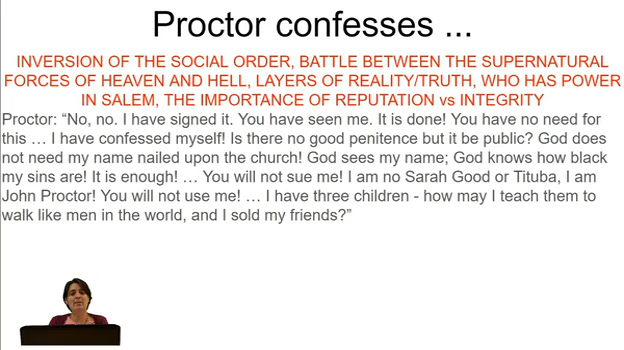 Proctor confesses ...
INVERSION OF THE SOCIAL ORDER, BATTLE BETWEEN THE SUPERNATURAL
FORCES OF HEAVEN AND HELL, LAYERS OF REALITY/TRUTH, WHO HAS POWER
IN SALEM, THE IMPORTANCE OF REPUTATION vs INTEGRITY
Proctor: “No, no. I have signed it. You have seen me. It is done! You have no need for
this … I have confessed myself! Is there no good penitence but it be public? God does
not need my name nailed upon the church! God sees my name; God knows how black
my sins are! It is enough! … You will not sue me! I am no Sarah Good or Tituba, I am
John Proctor! You will not use me! … I have three children - how may I teach them to
walk like men in the world, and I sold my friends?”